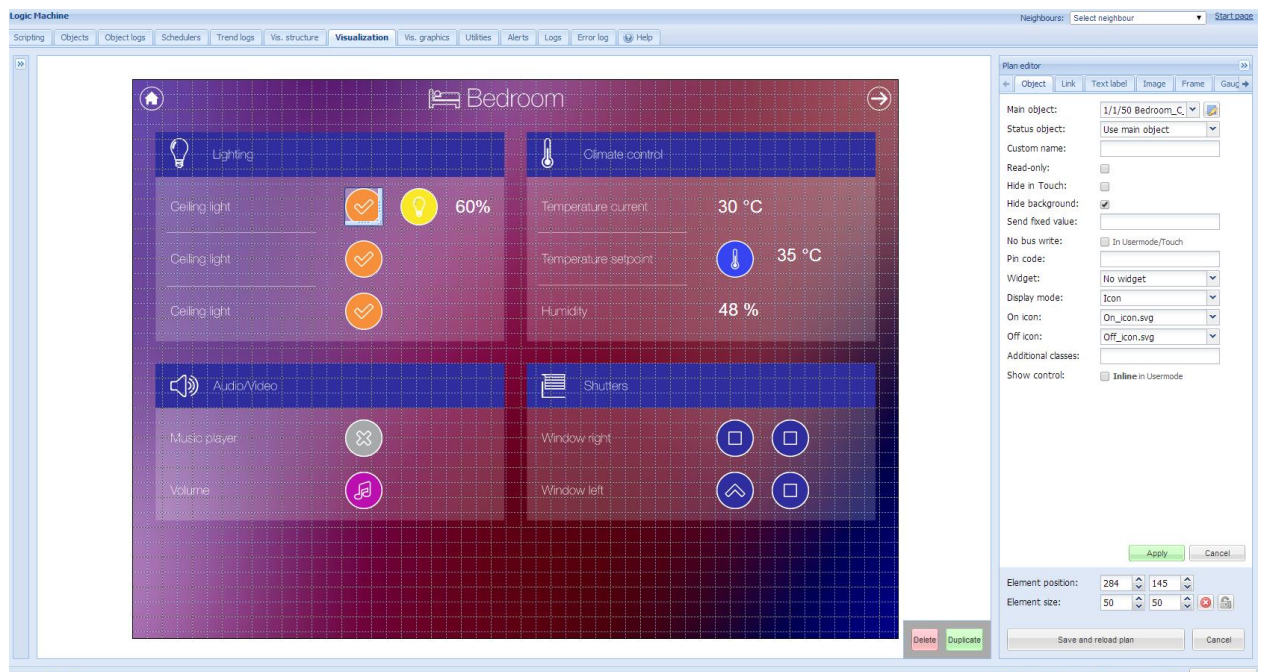 Logic Machine
Neighbours: Select neighbour Start page
Scripting Objects Object logs Schedulers Trend logs Vis. structure Visualization Vis. graphics Utilities Alerts Logs Error log Help
Plan editor
Object Link Text label Image Frame Gaug
Bedroom
Main object: 1/1/50 Bedroom_C_
Status object: Use main object
Custom name:
Read-only:
Hide in Touch:
Hide background:
Send fixed value:
No bus write: In Usermode/Touch
Pin code:
Widget: No widget
Display mode: Icon
On icon: On_icon.svg
Off icon: Off_icon.svg
Additional classes:
Show control: Inline in Usermode
Lighting
Ceiling light 60%
Ceiling light
Ceiling light
Climate control
Temperature current 30 °C
Temperature setpoint 35 °C
Humidity 48 %
Audio/Video
Music player
Volume
Shutters
Window right
Window left
Apply Cancel
Element position: 284 145
Element size: 50 50
Delete Duplicate
Save and reload plan Cancel